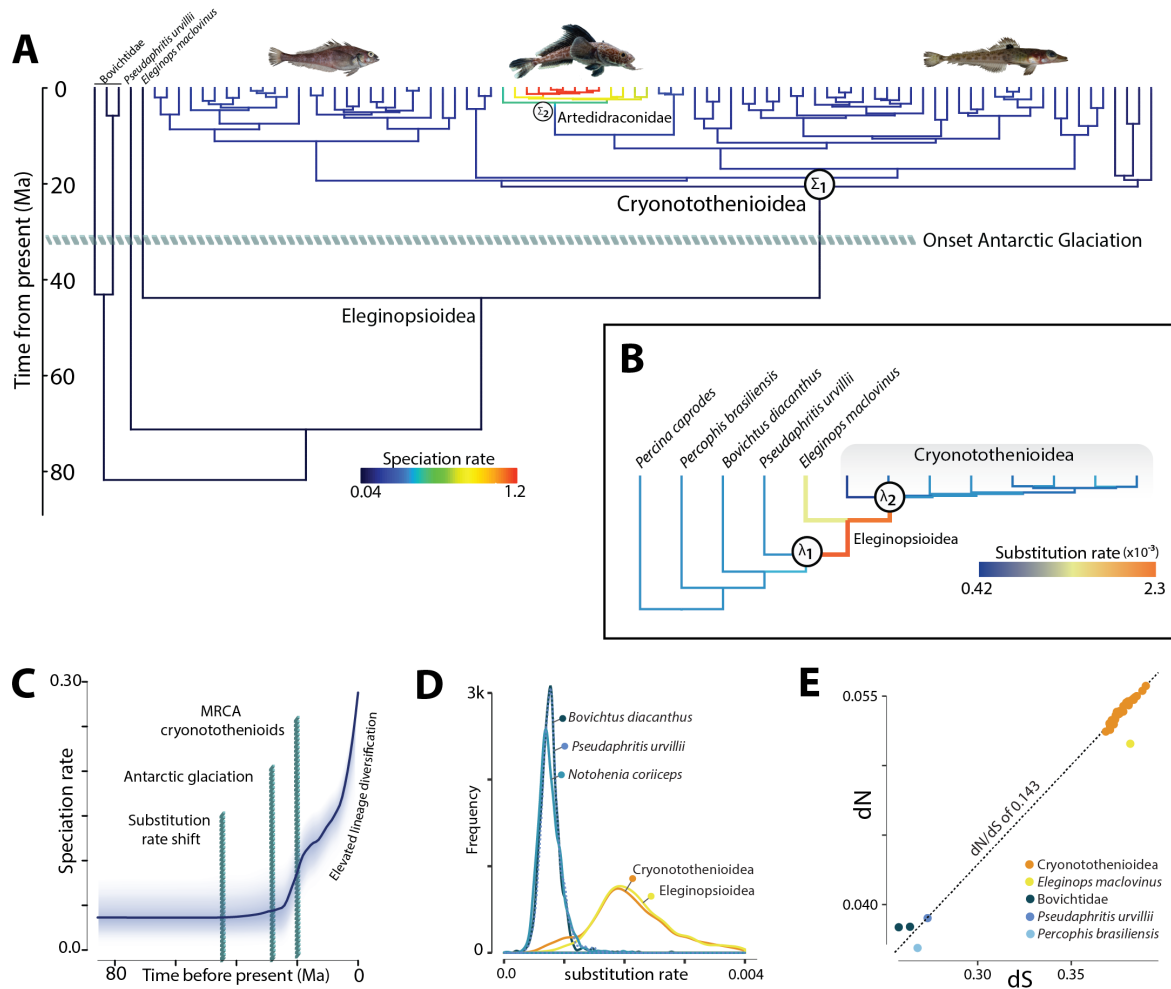 A
Bovichtidae
Pseudaphritis urvillii
Eleginops maclovinus
Time from present (Ma)
0
20
40
60
80
Σ2
Artedidraconidae
Σ1
Cryonotothenioidea
Onset Antarctic Glaciation
Eleginopsioidea
Speciation rate
0.04
1.2
B
Percina caprodes
Percophis brasiliensis
Bovichtus diacanthus
Pseudaphritis urvillii
Eleginops maclovinus
Cryonotothenioidea
λ2
λ1
Eleginopsioidea
Substitution rate (x10⁻³)
0.42
2.3
C
Speciation rate
0.30
0.0
MRCA
cryonotothenioids
Antarctic glaciation
Substitution
rate shift
Elevated lineage diversification
80
Time before present (Ma)
0
D
Frequency
3k
0
Bovichtus diacanthus
Pseudaphritis urvillii
Notohenia coriiceps
Cryonotothenioidea
Eleginopsioidea
0.0
substitution rate
0.004
E
dN
0.055
0.040
dN/dS of 0.143
Cryonotothenioidea
Eleginops maclovinus
Bovichtidae
Pseudaphritis urvillii
Percophis brasiliensis
0.30
0.35
dS